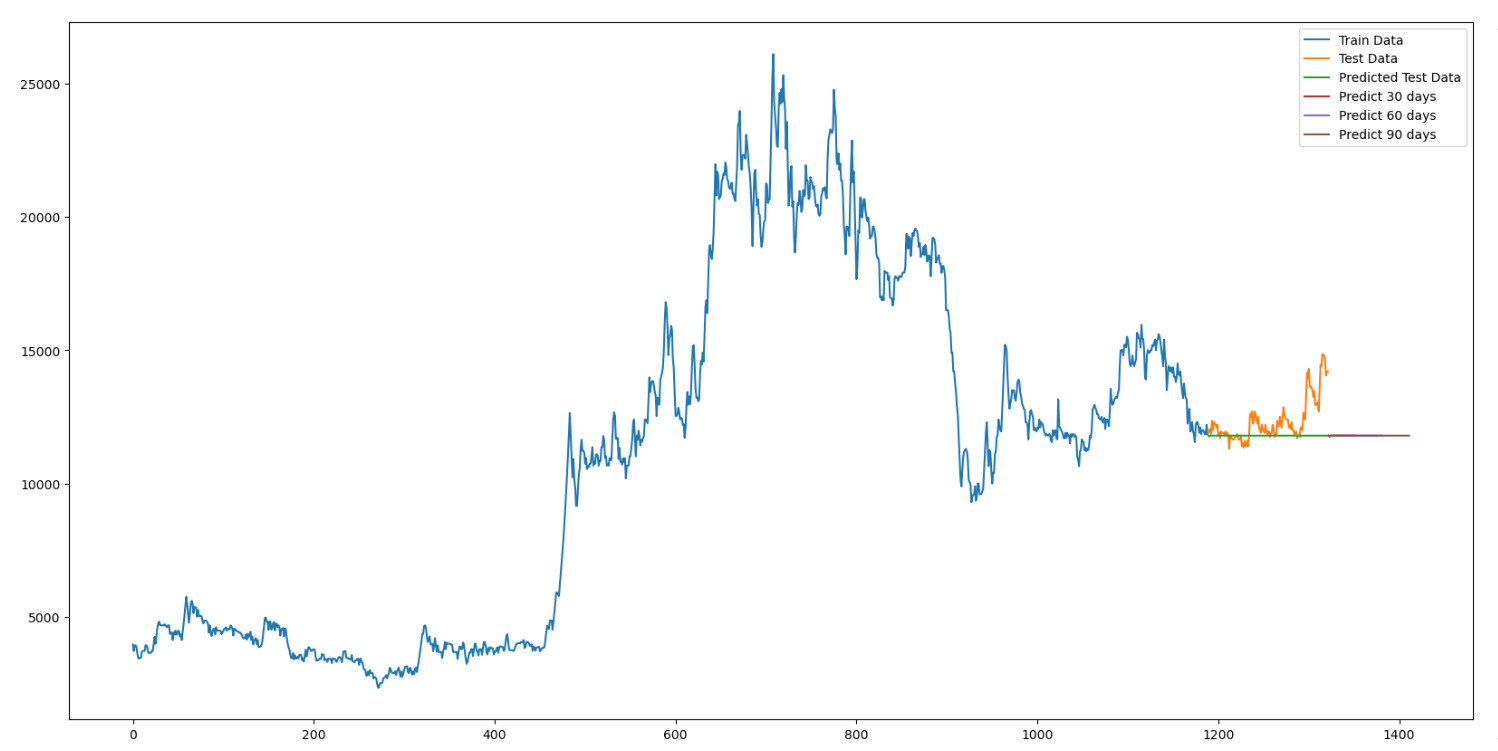 Train Data
Test Data
Predicted Test Data
Predict 30 days
Predict 60 days
Predict 90 days
25000
20000
15000
10000
5000
0 200 400 600 800 1000 1200 1400